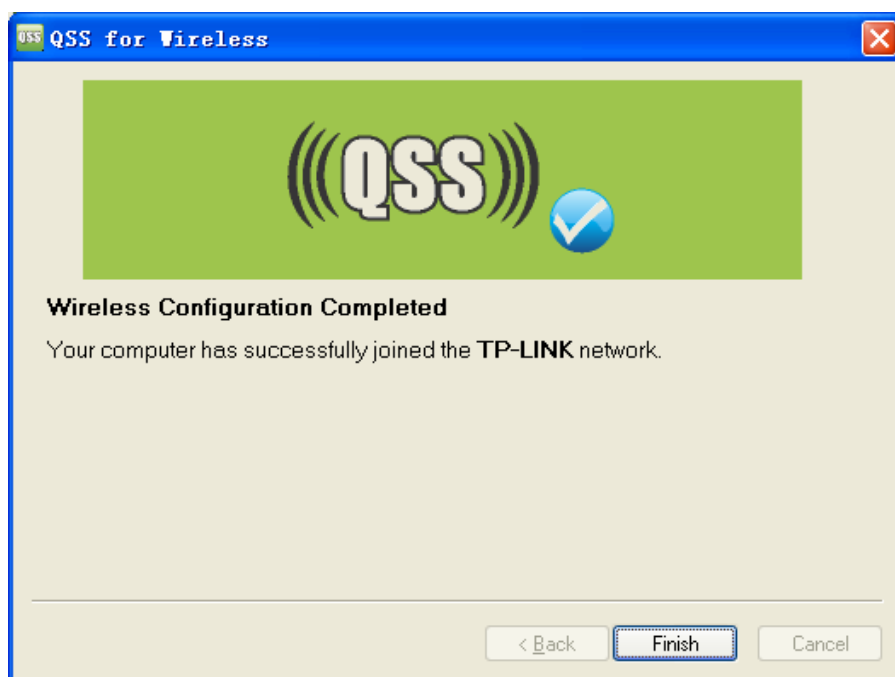 QSS QSS for Wireless
(((QSS)))
Wireless Configuration Completed
Your computer has successfully joined the TP-LINK network.
< Back Finish Cancel